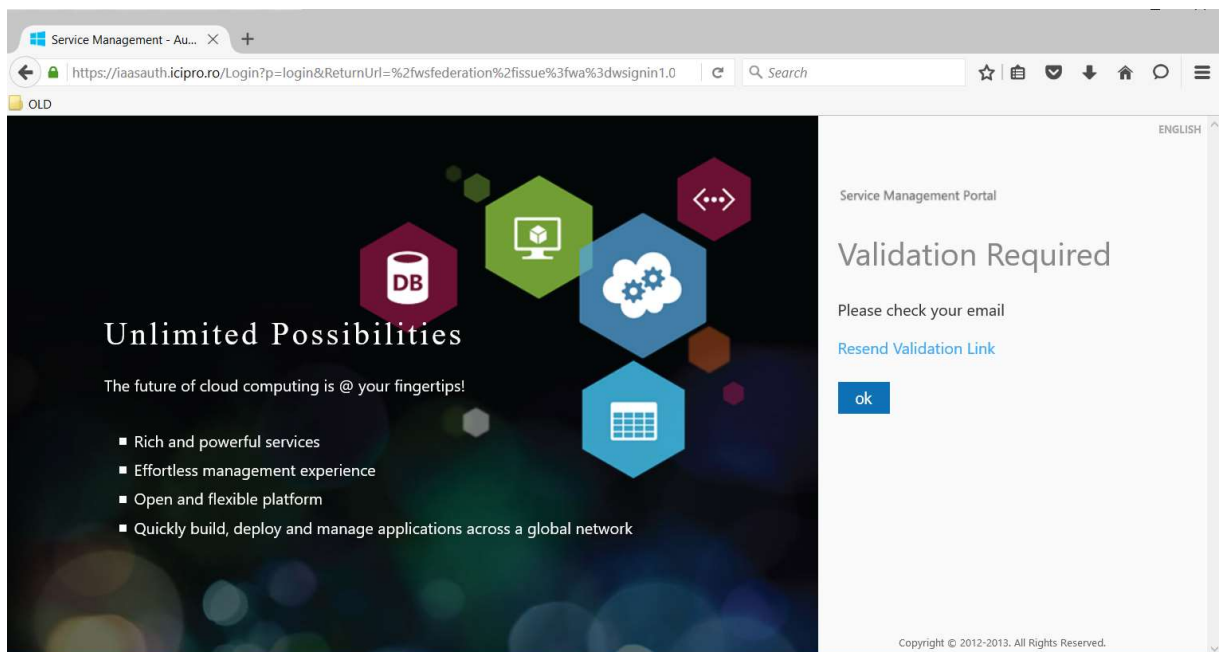 Service Management - Au...
https://iaasauth.icipro.ro/Login?p=login&ReturnUrl=%2fwsfederation%2fissue%3fwa%3dwsignin1.0
Search
OLD
ENGLISH
Service Management Portal
Validation Required
Please check your email
Resend Validation Link
ok
DB
Unlimited Possibilities
The future of cloud computing is @ your fingertips!
Rich and powerful services
Effortless management experience
Open and flexible platform
Quickly build, deploy and manage applications across a global network
Copyright © 2012-2013. All Rights Reserved.